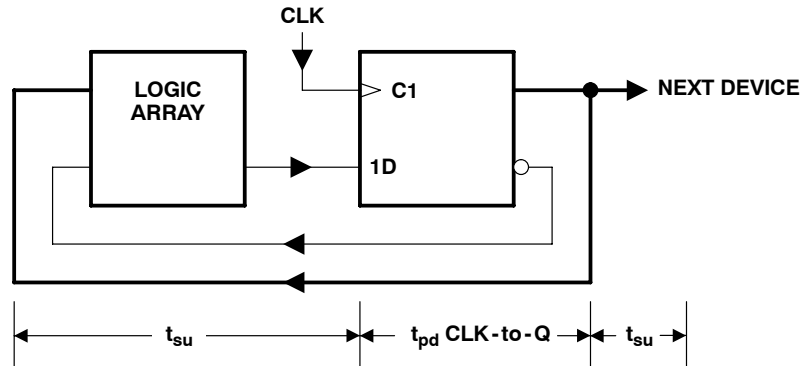 CLK
LOGIC
ARRAY
C1
NEXT DEVICE
1D
tsu
tpd CLK-to-Q
tsu